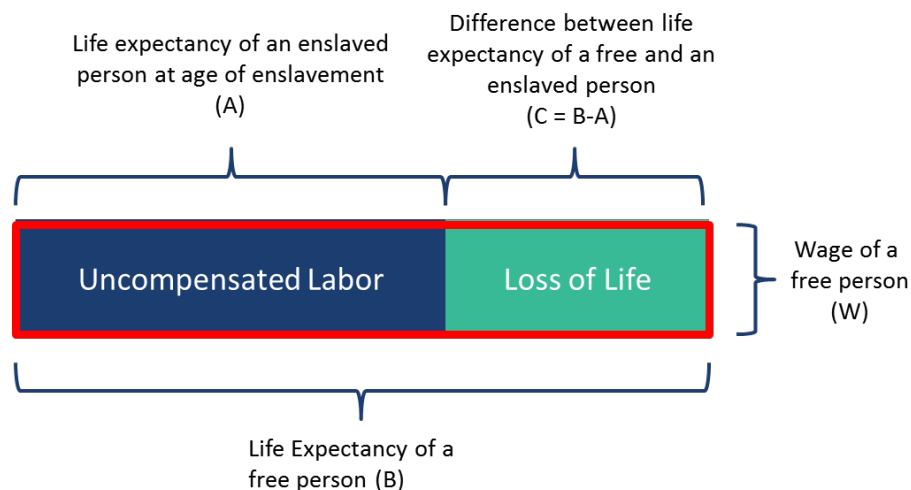 Life expectancy of an enslaved
person at age of enslavement
(A)
Difference between life
expectancy of a free and an
enslaved person
(C = B-A)
Uncompensated Labor
Loss of Life
Wage of a
free person
(W)
Life Expectancy of a
free person (B)